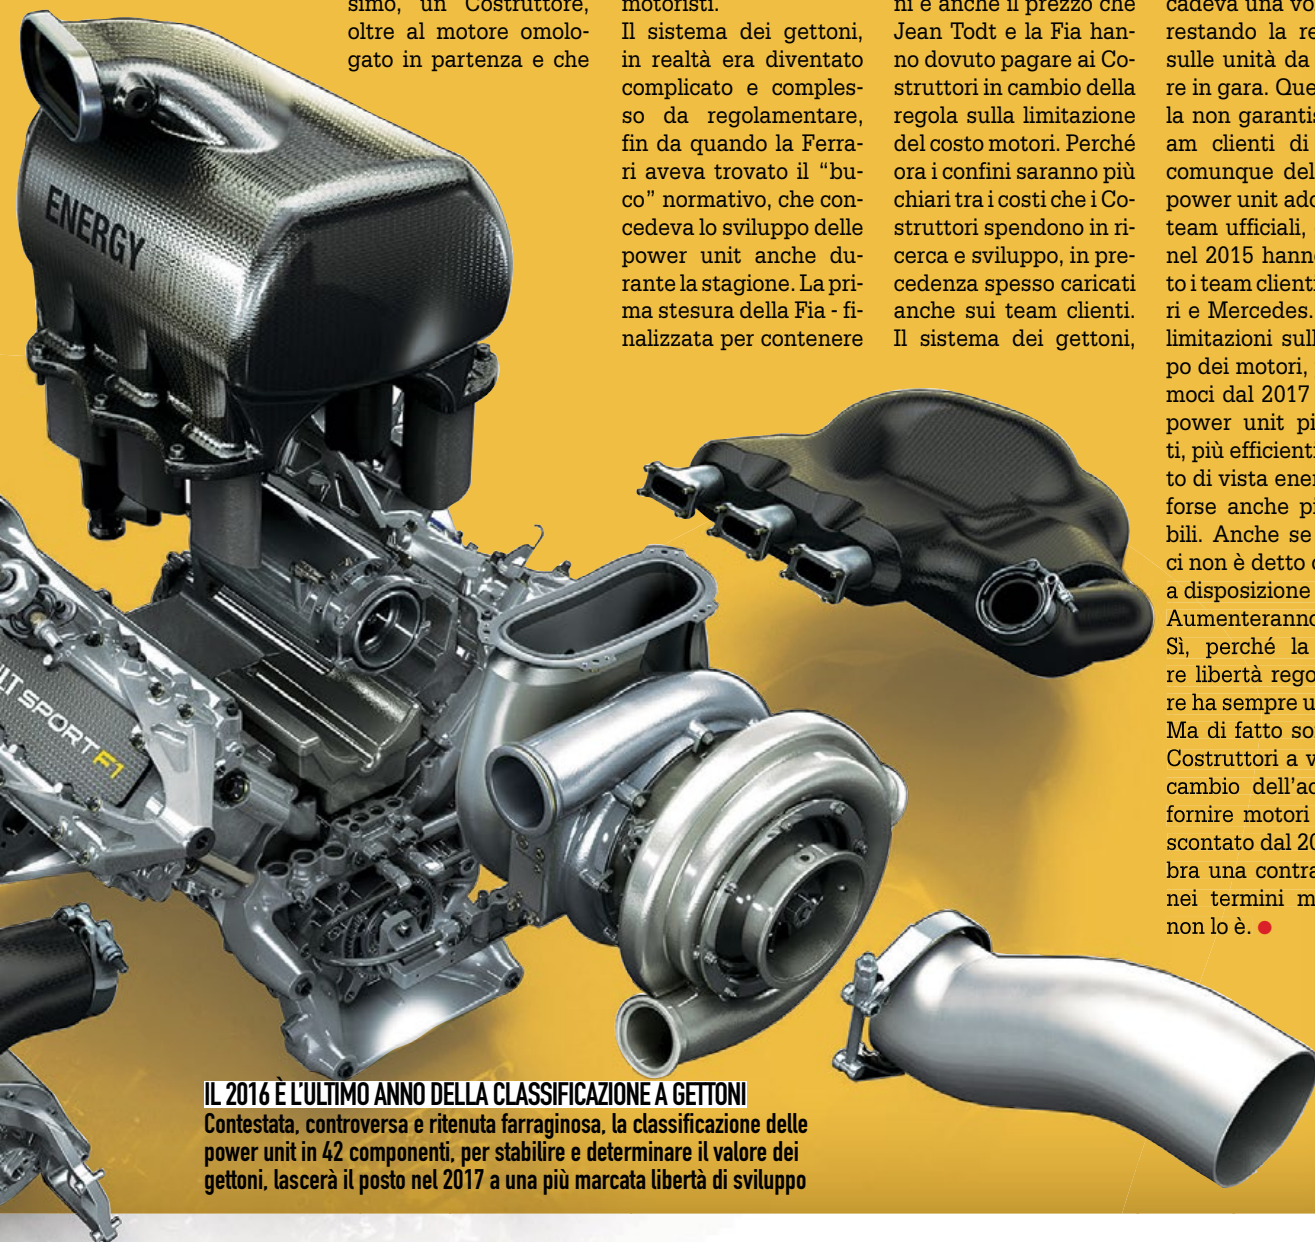 simo, un Costruttore,
oltre al motore omolo-
gato in partenza e che
motoristi.
Il sistema dei gettoni,
in realtà era diventato
complicato e comples-
so da regolamentare,
fin da quando la Ferra-
ri aveva trovato il “bu-
co” normativo, che con-
cedeva lo sviluppo delle
power unit anche du-
rante la stagione. La pri-
ma stesura della Fia - fi-
nalizzata per contenere
ni è anche il prezzo che
Jean Todt e la Fia han-
no dovuto pagare ai Co-
struttori in cambio della
regola sulla limitazione
del costo motori. Perché
ora i confini saranno più
chiari tra i costi che i Co-
struttori spendono in ri-
cerca e sviluppo, in pre-
cedenza spesso caricati
anche sui team clienti.
Il sistema dei gettoni,
cadeva una vo
restando la re
sulle unità da
re in gara. Que
la non garantis
am clienti di
comunque del
power unit ado
team ufficiali,
nel 2015 hann
to i team clienti
ri e Mercedes.
limitazioni sull
po dei motori,
moci dal 2017
power unit pi
ti, più efficienti
to di vista ener
forse anche pi
bili. Anche se
ci non è detto
a disposizione
Aumenteranno
Sì, perché la
re libertà rego
re ha sempre u
Ma di fatto so
Costruttori a v
cambio dell’ac
fornire motori
scontato dal 20
bra una contra
nei termini m
non lo è.
ENERGY
ULT SPORT F1
IL 2016 È L’ULTIMO ANNO DELLA CLASSIFICAZIONE A GETTONI
Contestata, controversa e ritenuta farraginosa, la classificazione delle
power unit in 42 componenti, per stabilire e determinare il valore dei
gettoni, lascerà il posto nel 2017 a una più marcata libertà di sviluppo